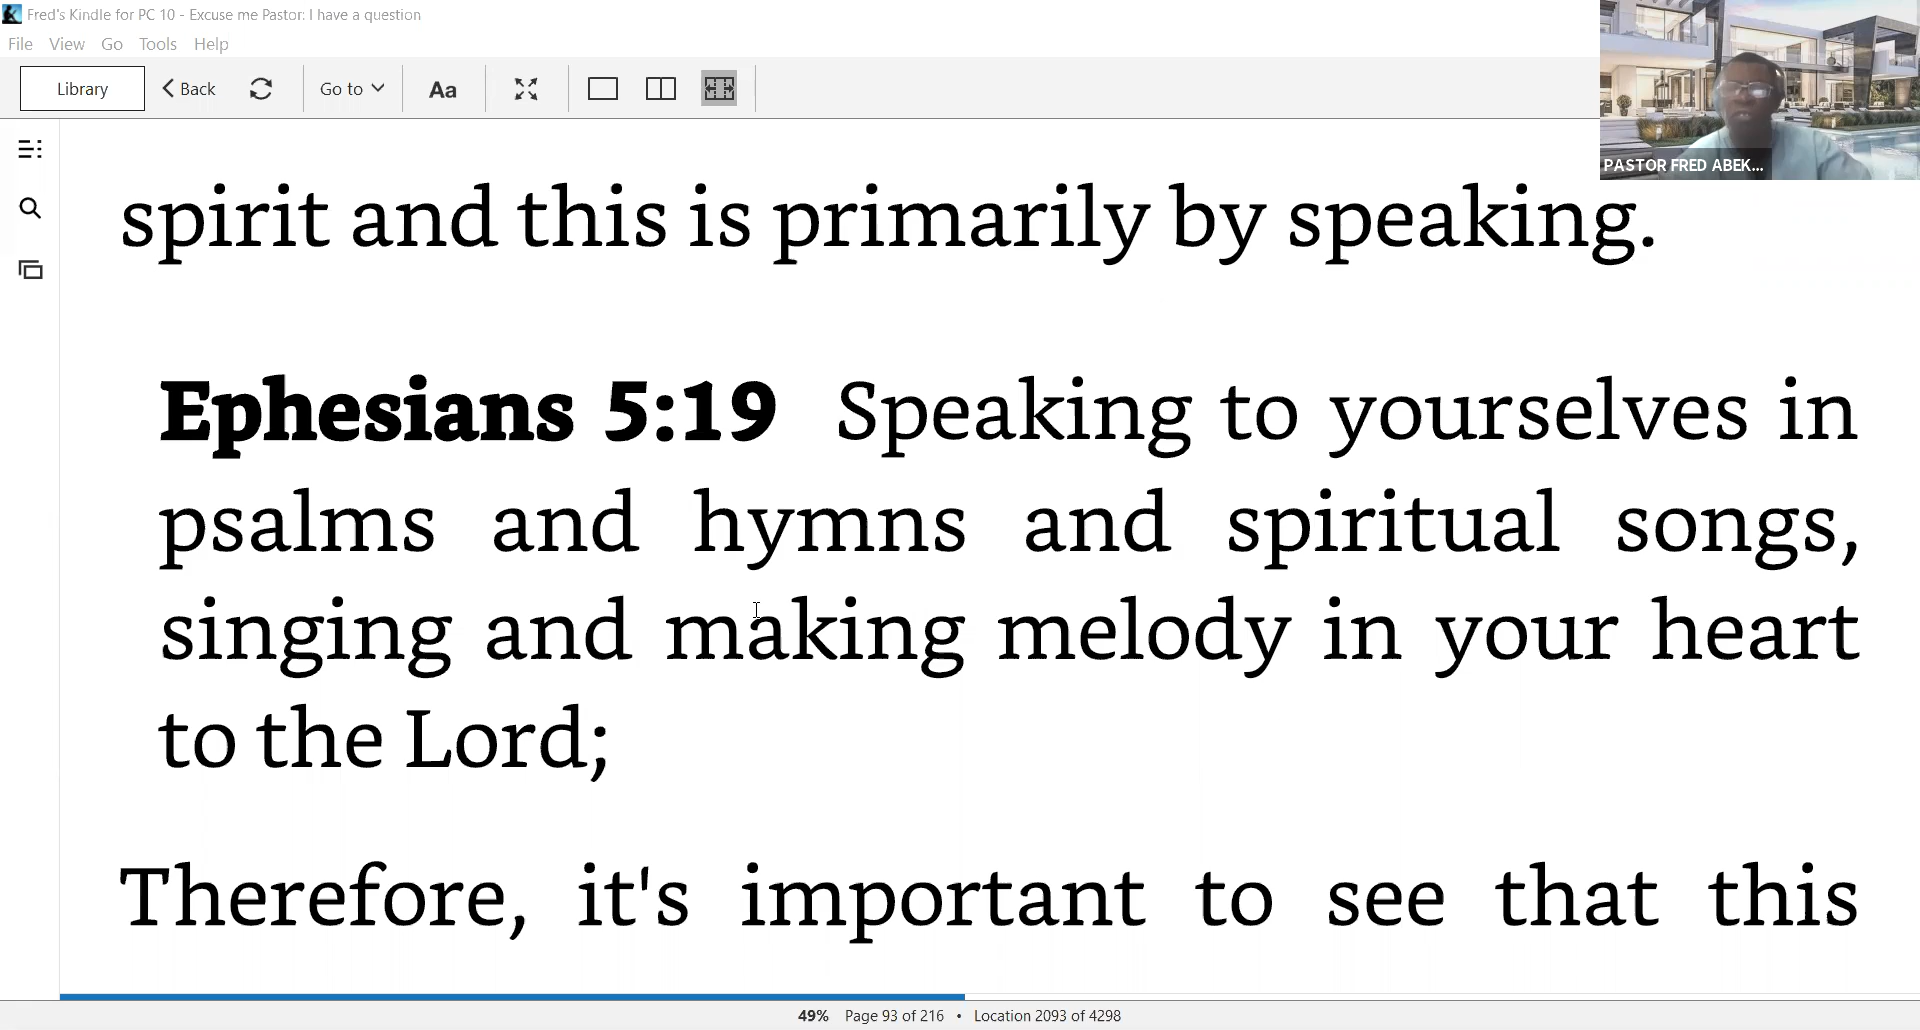 Fred's Kindle for PC 10 - Excuse me Pastor: I have a question
File View Go Tools Help
Library Back Go to Aa
PASTOR FRED ABEK...
spirit and this is primarily by speaking.
Ephesians 5:19 Speaking to yourselves in
psalms and hymns and spiritual songs,
singing and making melody in your heart
to the Lord;
Therefore, it's important to see that this
49% Page 93 of 216 • Location 2093 of 4298